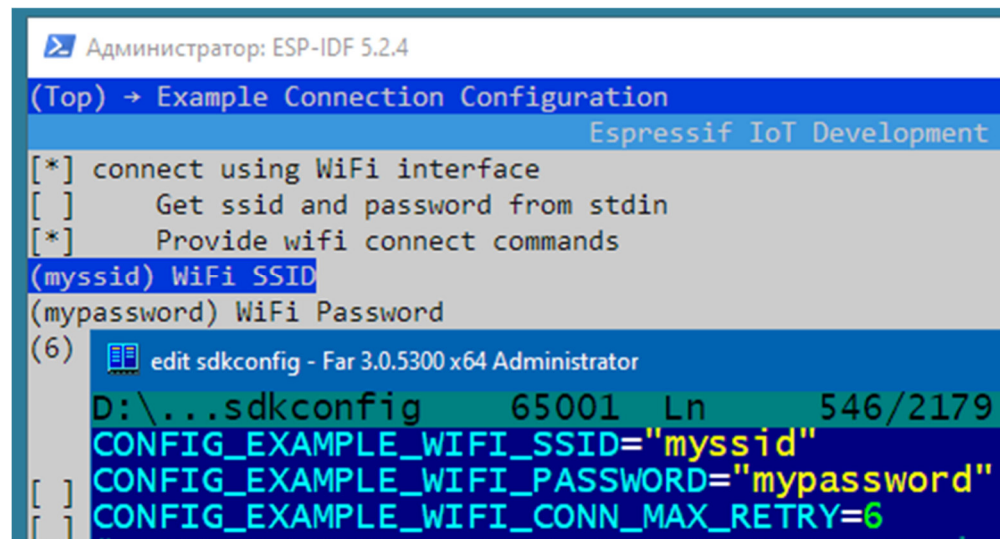 Администратор: ESP-IDF 5.2.4
(Top) → Example Connection Configuration
Espressif IoT Development
[*] connect using WiFi interface
[ ] Get ssid and password from stdin
[*] Provide wifi connect commands
(myssid) WiFi SSID
(mypassword) WiFi Password
(6)
edit sdkconfig - Far 3.0.5300 x64 Administrator
D:\...sdkconfig 65001 Ln 546/2179
CONFIG_EXAMPLE_WIFI_SSID="myssid"
CONFIG_EXAMPLE_WIFI_PASSWORD="mypassword"
[ ]
CONFIG_EXAMPLE_WIFI_CONN_MAX_RETRY=6
[ ]